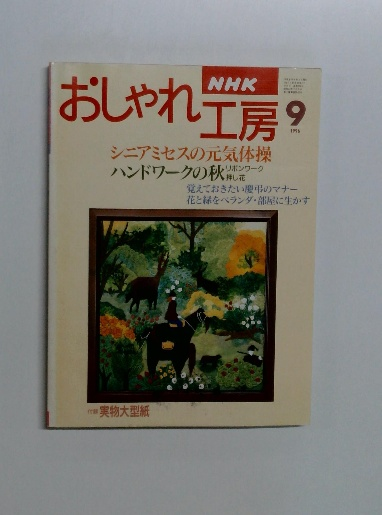 NHK
おしゃれ工房
9
シニアミセスの元気体操
ハンドワークの秋 リボンワーク 押し花
覚えておきたい慶弔のマナー
花と緑をベランダ・部屋に生かす
付録 実物大型紙